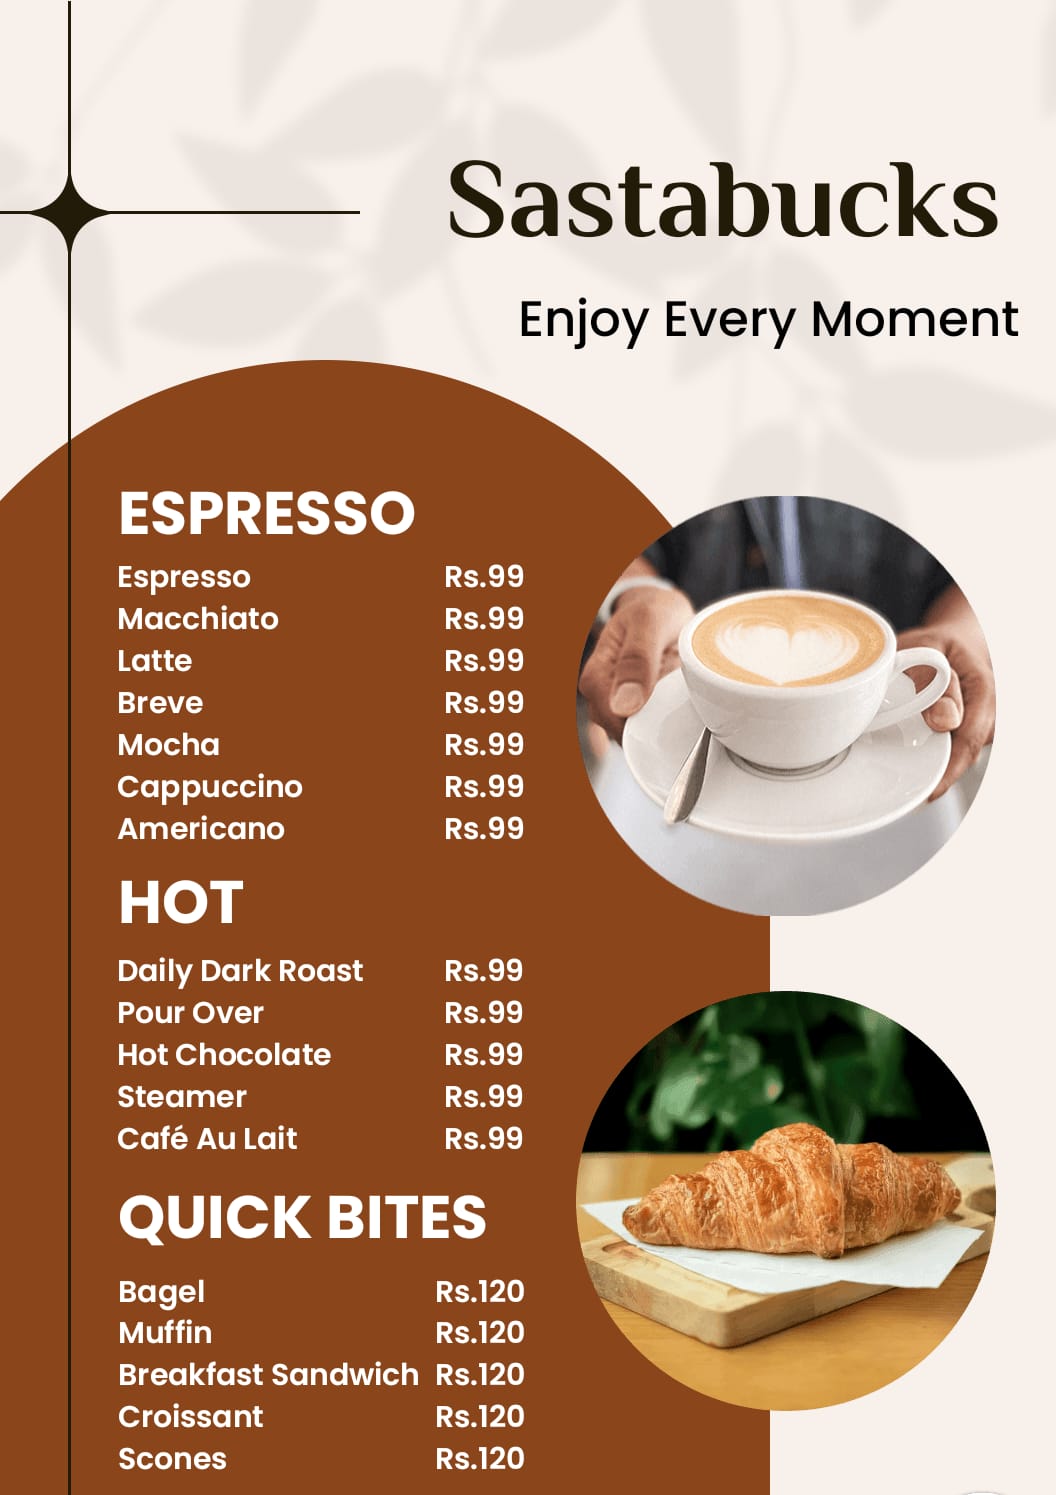 Sastabucks
Enjoy Every Moment
ESPRESSO
Espresso Rs.99
Macchiato Rs.99
Latte Rs.99
Breve Rs.99
Mocha Rs.99
Cappuccino Rs.99
Americano Rs.99
HOT
Daily Dark Roast Rs.99
Pour Over Rs.99
Hot Chocolate Rs.99
Steamer Rs.99
Café Au Lait Rs.99
QUICK BITES
Bagel Rs.120
Muffin Rs.120
Breakfast Sandwich Rs.120
Croissant Rs.120
Scones Rs.120